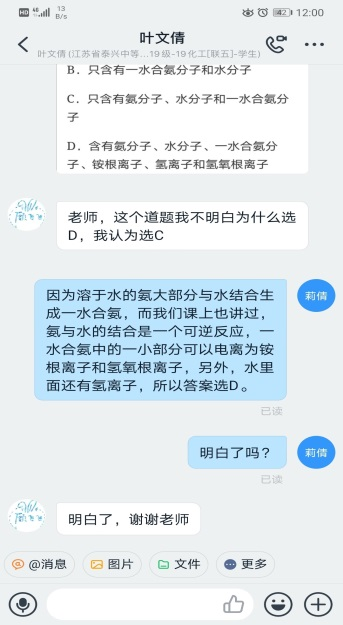 HD 4G 13 B/s 42 12:00
叶文倩
叶文倩(江苏省泰兴中等...19级-19化工[联五]-学生)
B．只含有一水合氨分子和水分子
C．只含有氨分子、水分子和一水合氨分
子
D．含有氨分子、水分子、一水合氨分
子、铵根离子、氢离子和氢氧根离子
老师，这个道题我不明白为什么选
D，我认为选C
因为溶于水的氨大部分与水结合生
成一水合氨，而我们课上也讲过，
氨与水的结合是一个可逆反应，一
水合氨中的一小部分可以电离为铵
根离子和氢氧根离子，另外，水里
面还有氢离子，所以答案选D。
莉倩
已读
明白了吗？
莉倩
已读
明白了，谢谢老师
@消息 图片 文件 更多